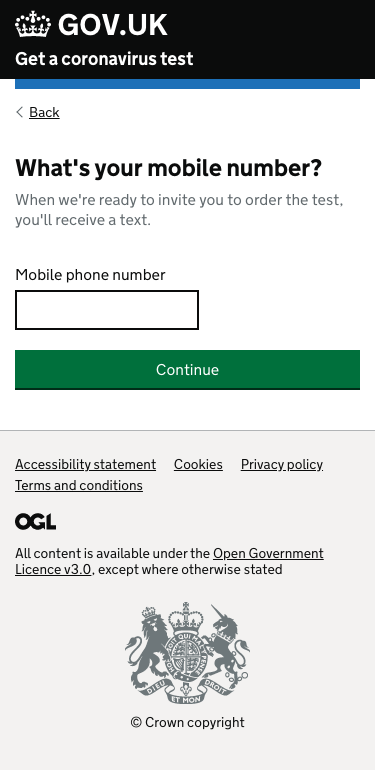 GOV.UK
Get a coronavirus test
Back
What's your mobile number?
When we're ready to invite you to order the test,
you'll receive a text.
Mobile phone number
Continue
Accessibility statement Cookies Privacy policy
Terms and conditions
OGL
All content is available under the Open Government
Licence v3.0, except where otherwise stated
DIEU ET MON DROIT
© Crown copyright